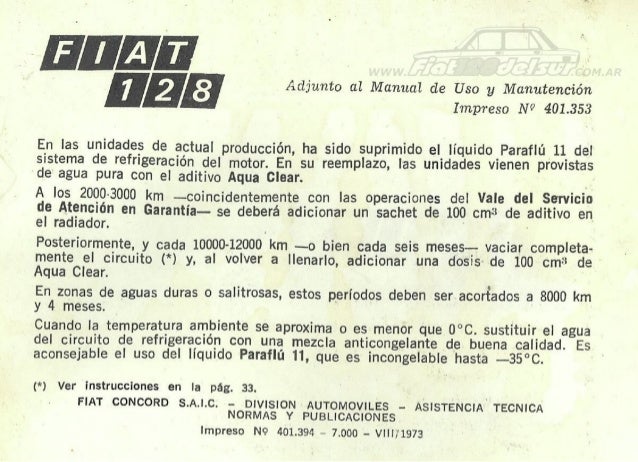 FIAT
128
www.Fiat128delsur.COM.AR
Adjunto al Manual de Uso y Manutención
Impreso Nº 401.353
En las unidades de actual producción, ha sido suprimido el líquido Paraflú 11 del
sistema de refrigeración del motor. En su reemplazo, las unidades vienen provistas
de agua pura con el aditivo Aqua Clear.
A los 2000-3000 km —coincidentemente con las operaciones del Vale del Servicio
de Atención en Garantía— se deberá adicionar un sachet de 100 cm³ de aditivo en
el radiador.
Posteriormente, y cada 10000-12000 km —o bien cada seis meses— vaciar completa-
mente el circuito (*) y, al volver a llenarlo, adicionar una dosis de 100 cm³ de
Aqua Clear.
En zonas de aguas duras o salitrosas, estos períodos deben ser acortados a 8000 km
y 4 meses.
Cuando la temperatura ambiente se aproxima o es menor que 0°C. sustituir el agua
del circuito de refrigeración con una mezcla anticongelante de buena calidad. Es
aconsejable el uso del líquido Paraflú 11, que es incongelable hasta —35°C.
(*) Ver instrucciones en la pág. 33.
FIAT CONCORD S.A.I.C. - DIVISION AUTOMOVILES - ASISTENCIA TECNICA
NORMAS Y PUBLICACIONES
Impreso Nº 401.394 - 7.000 - VIII/1973